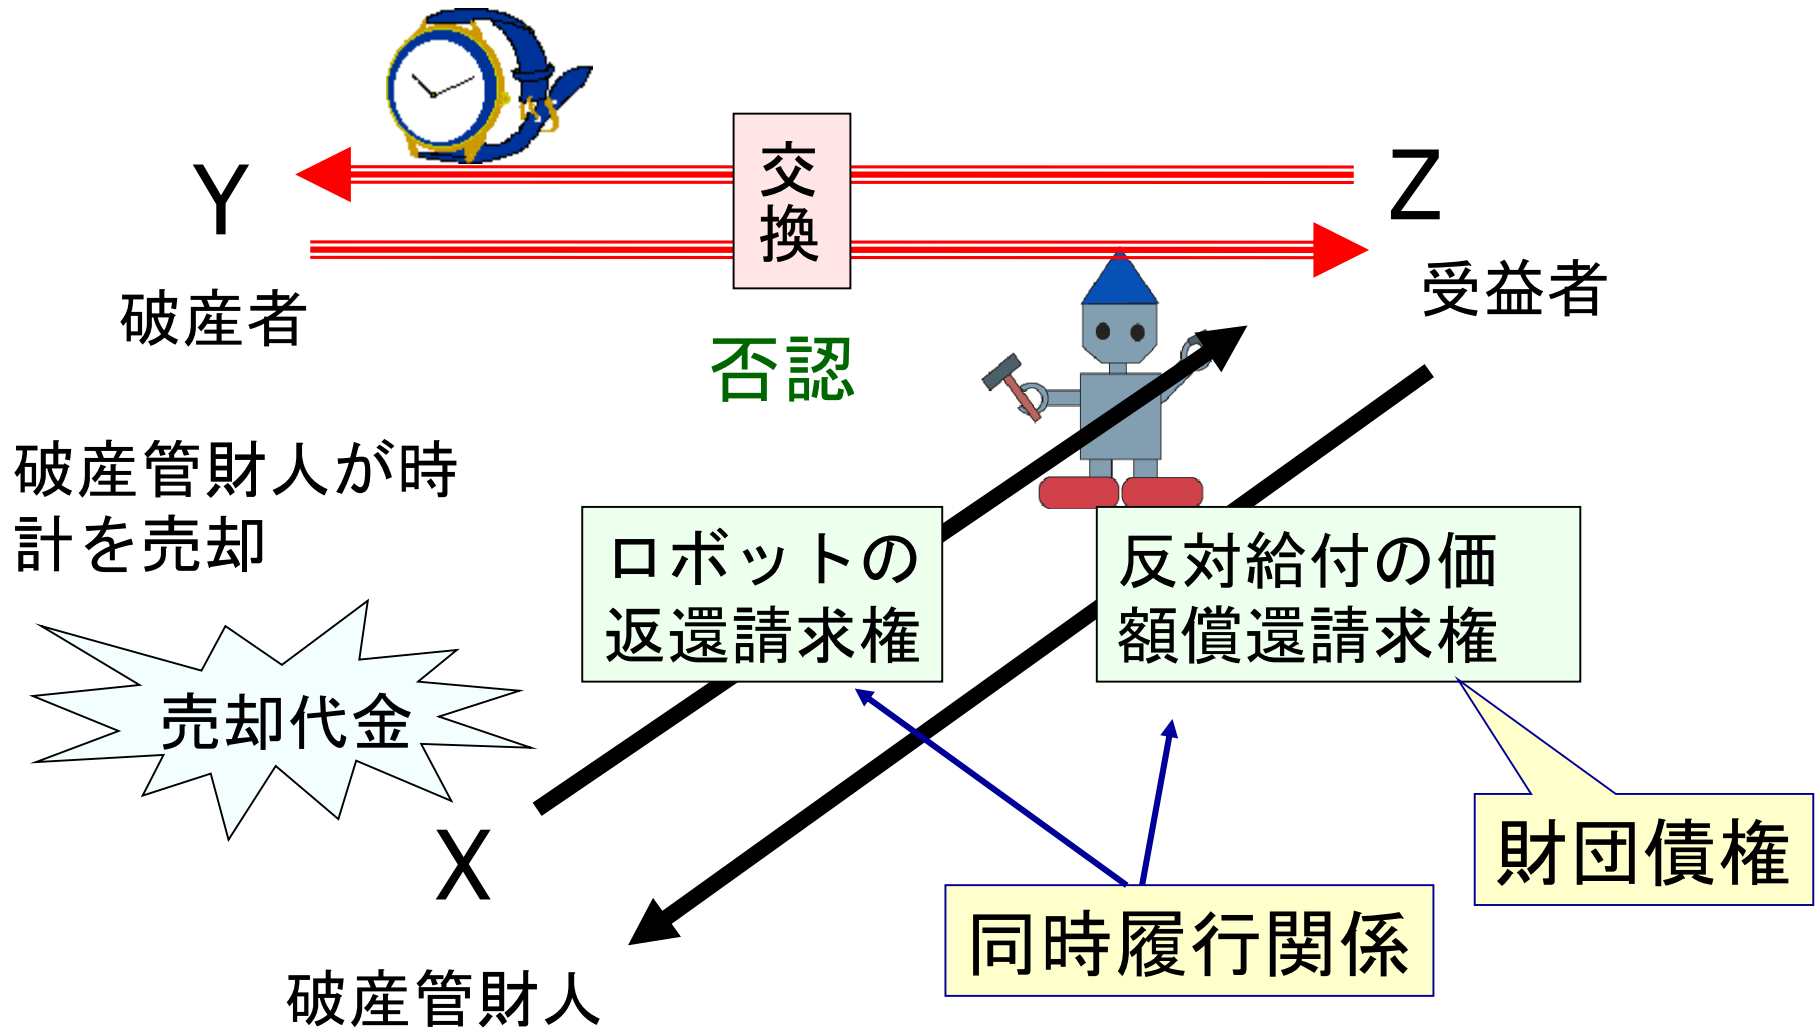 Y
交
換
Z
破産者
受益者
否認
破産管財人が時
計を売却
ロボットの
返還請求権
反対給付の価
額償還請求権
売却代金
X
破産管財人
同時履行関係
財団債権